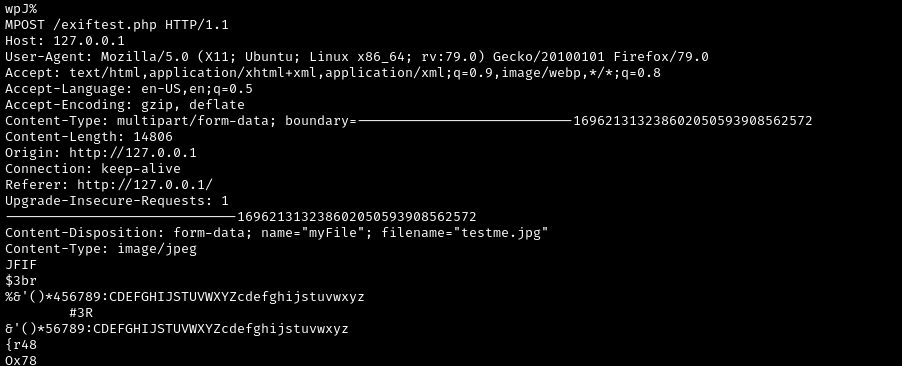 wpJ%
MPOST /exiftest.php HTTP/1.1
Host: 127.0.0.1
User-Agent: Mozilla/5.0 (X11; Ubuntu; Linux x86_64; rv:79.0) Gecko/20100101 Firefox/79.0
Accept: text/html,application/xhtml+xml,application/xml;q=0.9,image/webp,*/*;q=0.8
Accept-Language: en-US,en;q=0.5
Accept-Encoding: gzip, deflate
Content-Type: multipart/form-data; boundary=---------------------------169621313238602050593908562572
Content-Length: 14806
Origin: http://127.0.0.1
Connection: keep-alive
Referer: http://127.0.0.1/
Upgrade-Insecure-Requests: 1
-----------------------------169621313238602050593908562572
Content-Disposition: form-data; name="myFile"; filename="testme.jpg"
Content-Type: image/jpeg
JFIF
$3br
%&'()*456789:CDEFGHIJSTUVWXYZcdefghijstuvwxyz
#3R
&'()*56789:CDEFGHIJSTUVWXYZcdefghijstuvwxyz
{r48
Ox78